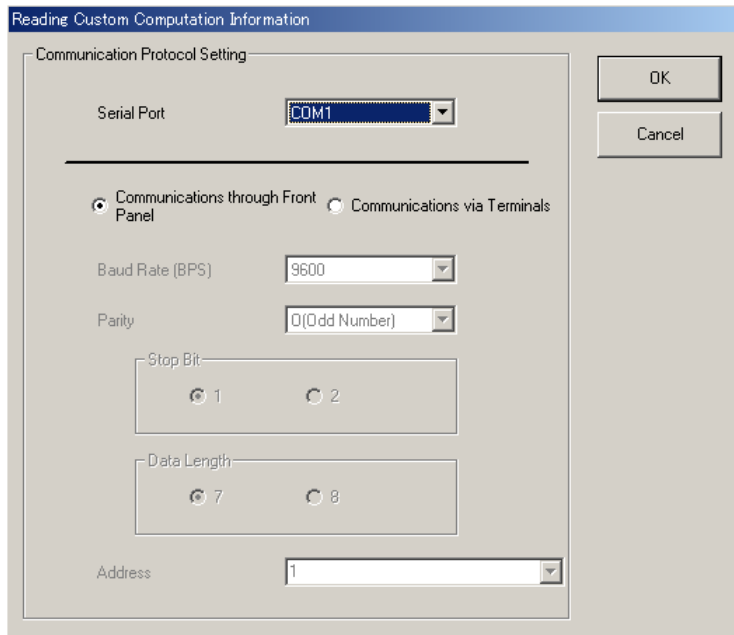 Reading Custom Computation Information
Communication Protocol Setting
OK
Serial Port
COM1
Cancel
Communications through Front
Panel
Communications via Terminals
Baud Rate (BPS)
9600
Parity
O(Odd Number)
Stop Bit
1
2
Data Length
7
8
Address
1